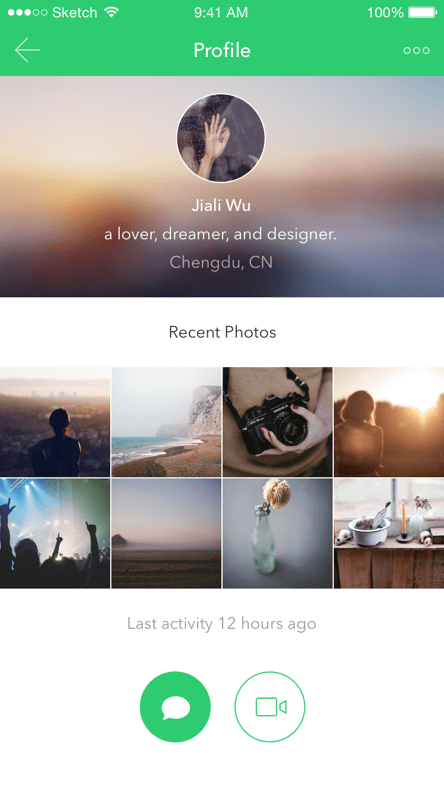 Sketch 9:41 AM 100%
Profile
Jiali Wu
a lover, dreamer, and designer.
Chengdu, CN
Recent Photos
Last activity 12 hours ago